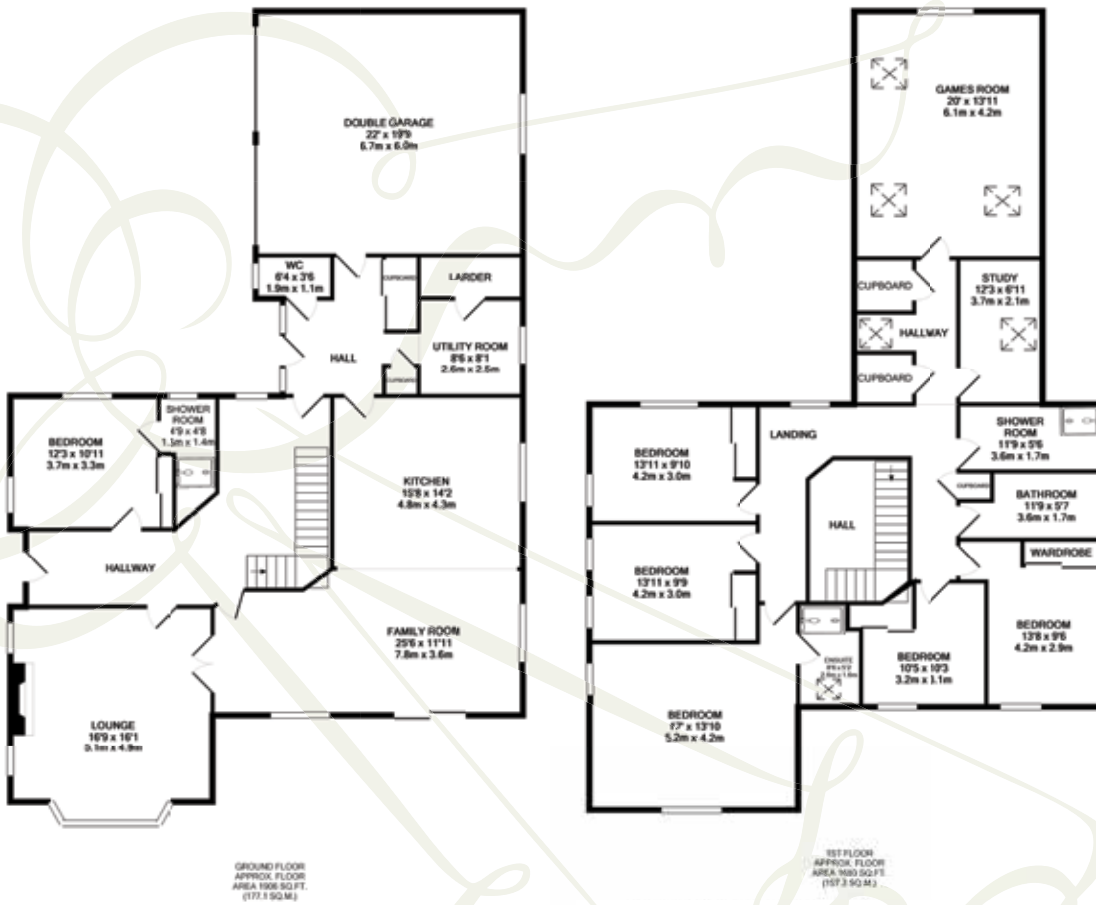 DOUBLE GARAGE
22' x 19'9
6.7m x 6.0m
WC
6'4 x 3'6
1.9m x 1.1m
CUPBOARD
LARDER
UTILITY ROOM
8'6 x 8'1
2.6m x 2.5m
HALL
CUPBOARD
SHOWER
ROOM
4'9 x 4'8
1.5m x 1.4m
BEDROOM
12'3 x 10'11
3.7m x 3.3m
KITCHEN
15'8 x 14'2
4.8m x 4.3m
HALLWAY
FAMILY ROOM
25'6 x 11'11
7.8m x 3.6m
LOUNGE
16'9 x 16'1
5.1m x 4.9m
GROUND FLOOR
APPROX. FLOOR
AREA 1906 SQ.FT.
(177.1 SQ.M.)
GAMES ROOM
20' x 13'11
6.1m x 4.2m
CUPBOARD
STUDY
12'3 x 6'11
3.7m x 2.1m
HALLWAY
CUPBOARD
LANDING
SHOWER
ROOM
11'9 x 5'6
3.6m x 1.7m
BEDROOM
13'11 x 9'10
4.2m x 3.0m
CUPBOARD
BATHROOM
11'9 x 5'7
3.6m x 1.7m
HALL
WARDROBE
BEDROOM
13'11 x 9'9
4.2m x 3.0m
BEDROOM
13'8 x 9'6
4.2m x 2.9m
ENSUITE
BEDROOM
10'5 x 10'3
3.2m x 3.1m
BEDROOM
17' x 13'10
5.2m x 4.2m
1ST FLOOR
APPROX. FLOOR
AREA SQ.FT.
(157.3 SQ.M.)